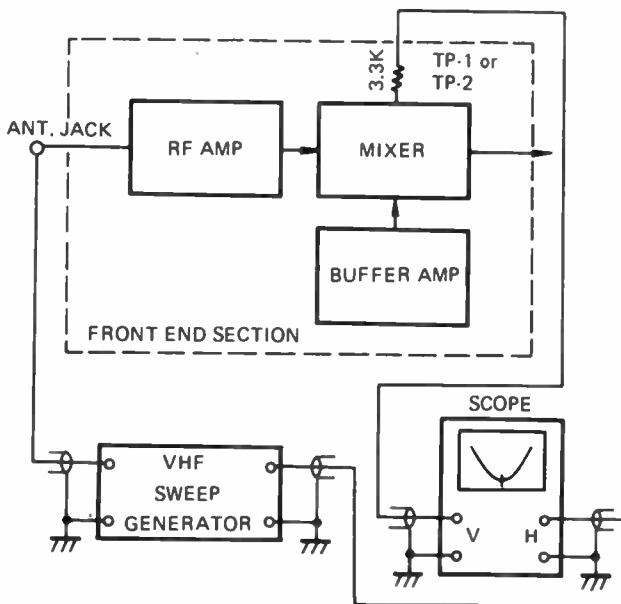 3.3K
TP-1 or
TP-2
ANT. JACK
RF AMP
MIXER
BUFFER AMP
FRONT END SECTION
SCOPE
VHF
SWEEP
GENERATOR
V
H